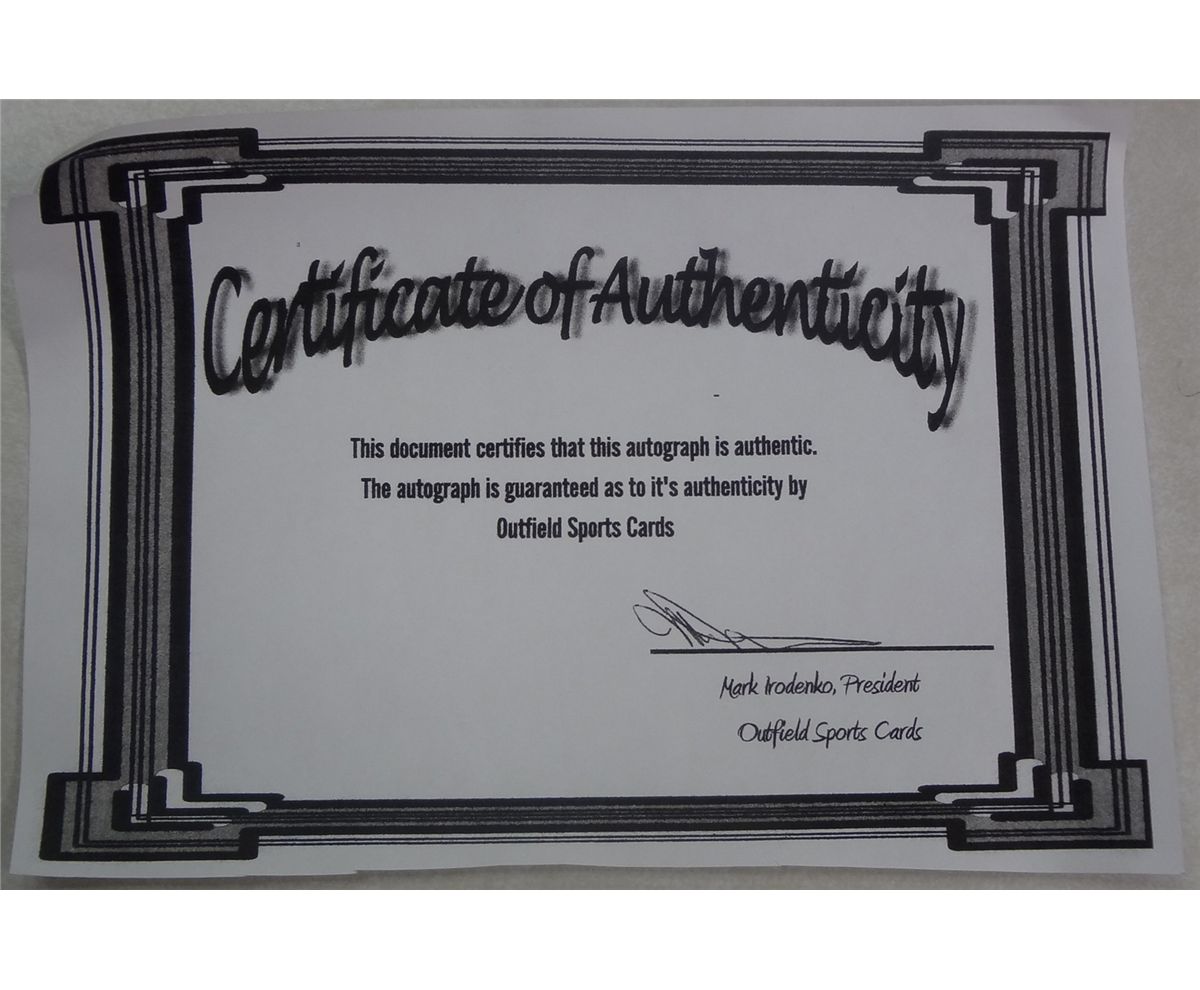 Certificate of Authenticity
This document certifies that this autograph is authentic.
The autograph is guaranteed as to it's authenticity by
Outfield Sports Cards
Mark Irodenko, President
Outfield Sports Cards